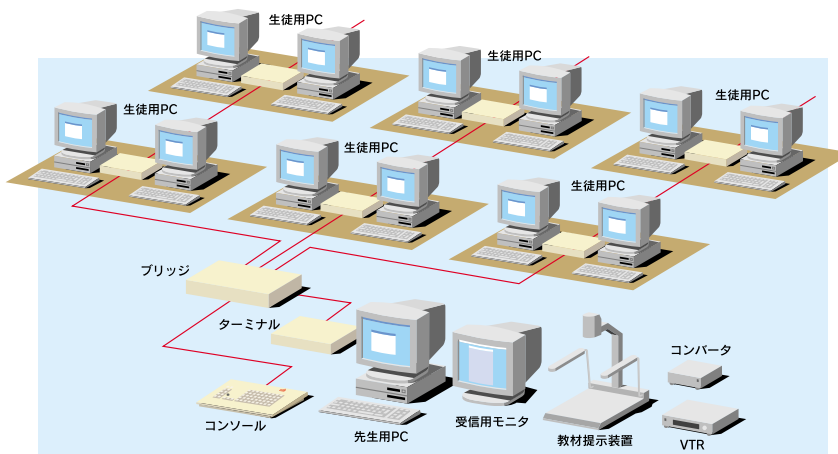 生徒用PC
生徒用PC
生徒用PC
生徒用PC
生徒用PC
生徒用PC
ブリッジ
ターミナル
コンソール
先生用PC
受信用モニタ
教材提示装置
コンバータ
VTR